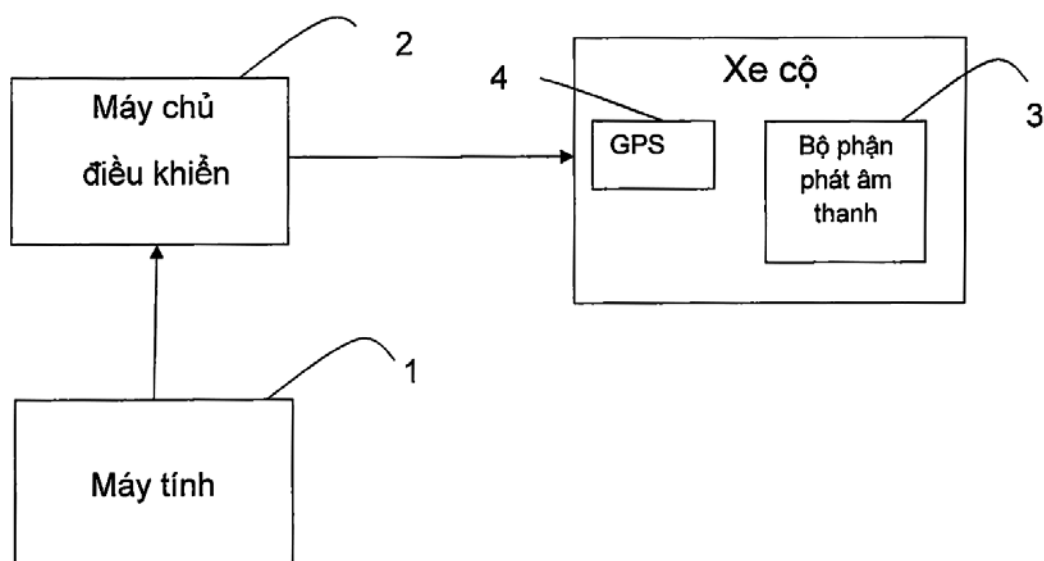 2
Máy chủ
điều khiển
Xe cộ
4
GPS
3
Bộ phận
phát âm
thanh
1
Máy tính